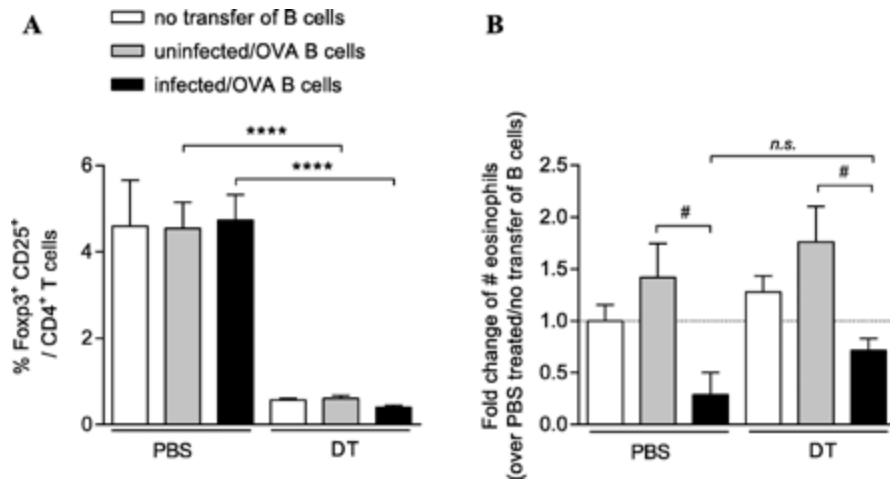 A
no transfer of B cells
uninfected/OVA B cells
infected/OVA B cells
****
****
% Foxp3⁺ CD25⁺
/ CD4⁺ T cells
6
4
2
0
PBS
DT
B
Fold change of # eosinophils
(over PBS treated/no transfer of B cells)
2.5
2.0
1.5
1.0
0.5
0.0
n.s.
#
#
PBS
DT